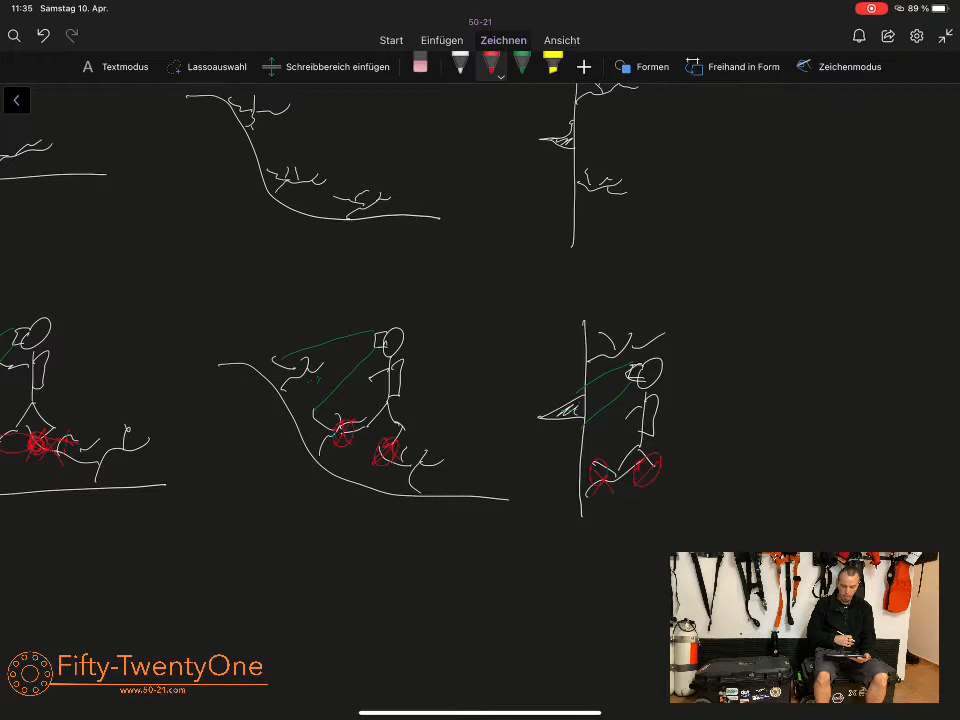 11:35 Samstag 10. Apr.
89 %
50-21
Start Einfügen Zeichnen Ansicht
Textmodus Lassoauswahl Schreibbereich einfügen Formen Freihand in Form Zeichenmodus
Fifty-TwentyOne
www.50-21.com